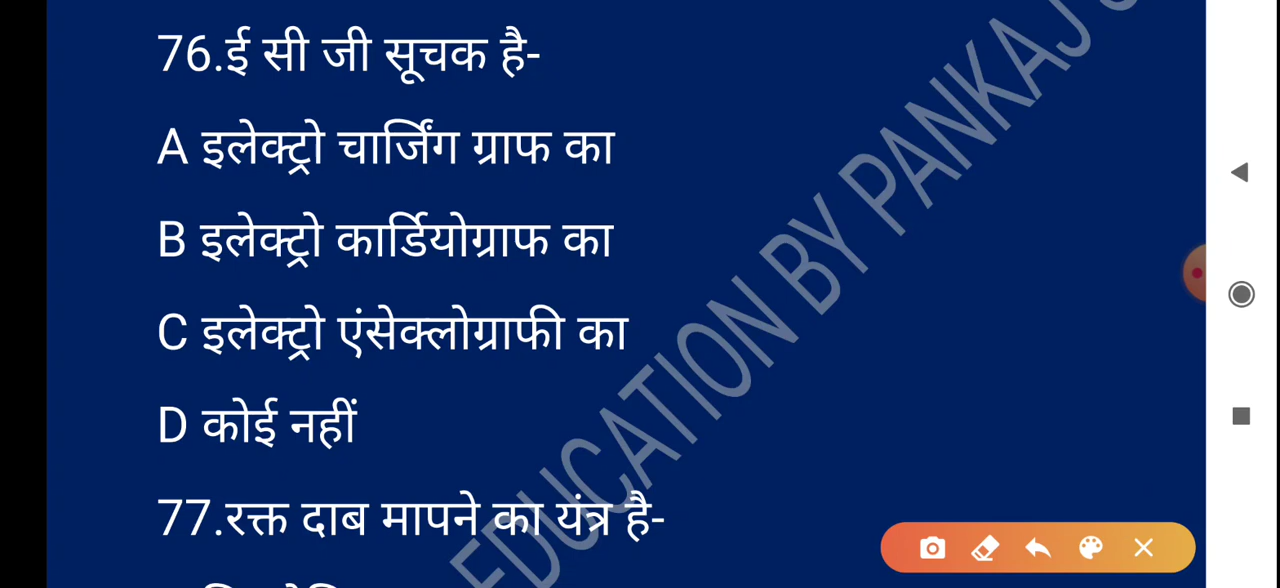 76.ई सी जी सूचक है-
A इलेक्ट्रो चार्जिंग ग्राफ का
B इलेक्ट्रो कार्डियोग्राफ का
C इलेक्ट्रो एंसेक्लोग्राफी का
D कोई नहीं
77.रक्त दाब मापने का यंत्र है-
EDUCATION BY PANKAJ